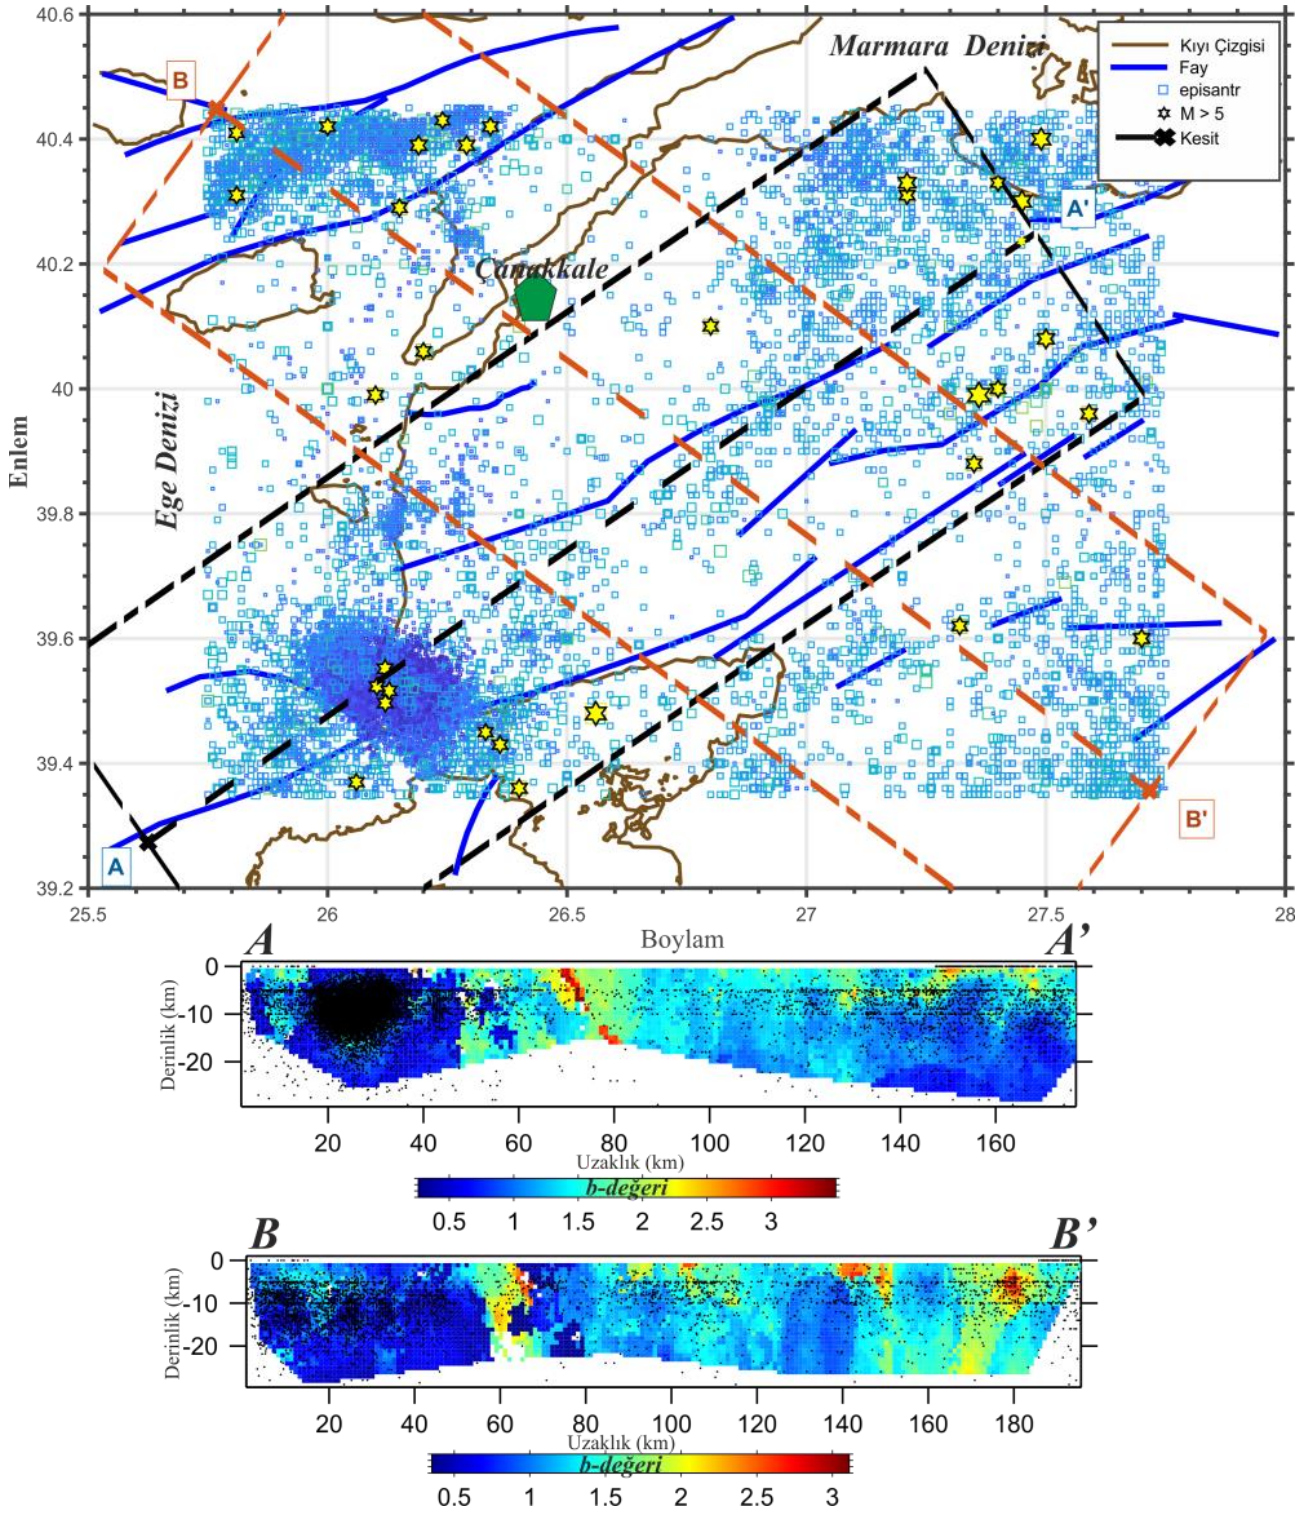 40.6
40.4
40.2
40
39.8
39.6
39.4
39.2
Enlem
25.5
26
26.5
27
27.5
28
Boylam
Marmara Denizi
Ege Denizi
Çanakkale
B
A'
A
B'
Kıyı Çizgisi
Fay
episantr
M > 5
Kesit
A
A’
0
-10
-20
Derinlik (km)
20
40
60
80
100
120
140
160
Uzaklık (km)
b-değeri
0.5
1
1.5
2
2.5
3
B
B’
0
-10
-20
Derinlik (km)
20
40
60
80
100
120
140
160
180
Uzaklık (km)
b-değeri
0.5
1
1.5
2
2.5
3